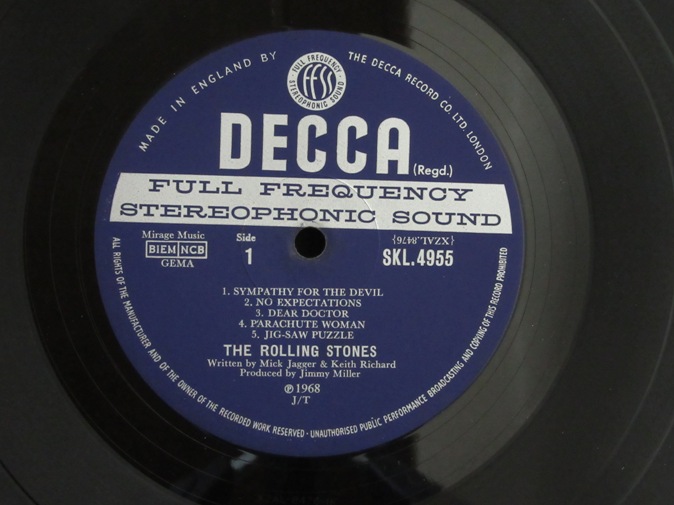 MADE IN ENGLAND BY THE DECCA RECORD CO. LTD. LONDON
FULL FREQUENCY
FFSS
STEREOPHONIC SOUND
DECCA (Regd.)
FULL FREQUENCY
STEREOPHONIC SOUND
Mirage Music
BIEM NCB
GEMA
Side
1
{XZAL.8476}
SKL.4955
1. SYMPATHY FOR THE DEVIL
2. NO EXPECTATIONS
3. DEAR DOCTOR
4. PARACHUTE WOMAN
5. JIG-SAW PUZZLE
THE ROLLING STONES
Written by Mick Jagger & Keith Richard
Produced by Jimmy Miller
℗1968
J/T
ALL RIGHTS OF THE MANUFACTURER AND OF THE OWNER OF THE RECORDED WORK RESERVED · UNAUTHORISED PUBLIC PERFORMANCE BROADCASTING AND COPYING OF THIS RECORD PROHIBITED